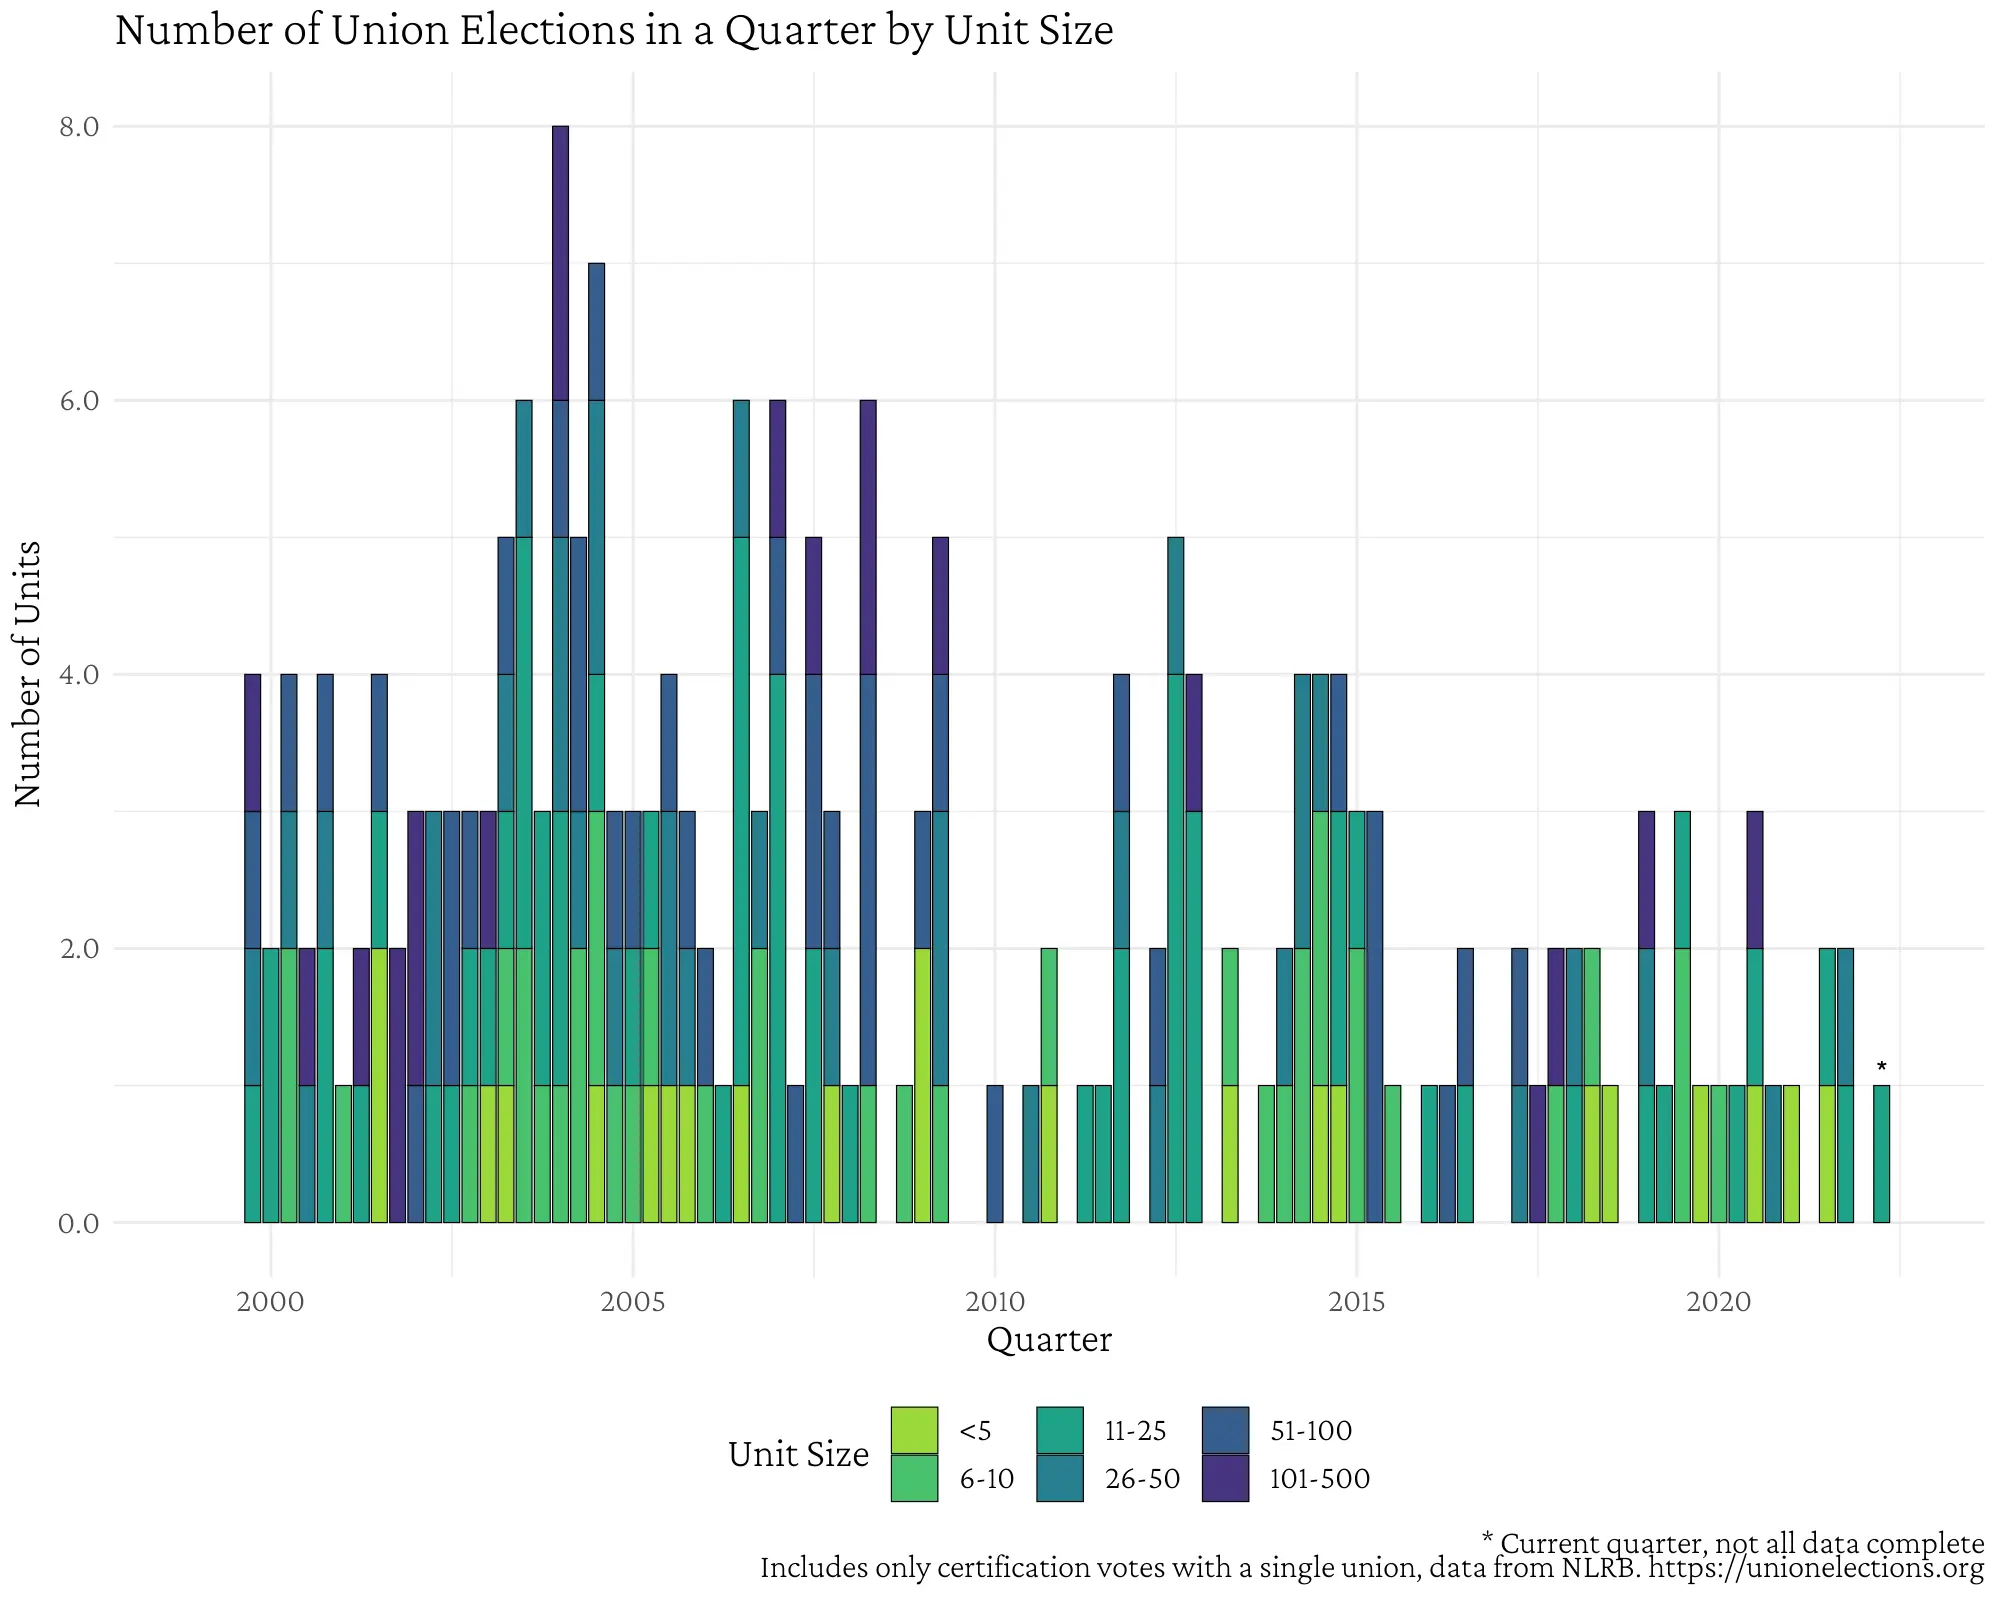 Number of Union Elections in a Quarter by Unit Size
Number of Units
8.0
6.0
4.0
2.0
0.0
2000 2005 2010 2015 2020
Quarter
Unit Size
<5 11-25 51-100
6-10 26-50 101-500
*
* Current quarter, not all data complete
Includes only certification votes with a single union, data from NLRB. https://unionelections.org